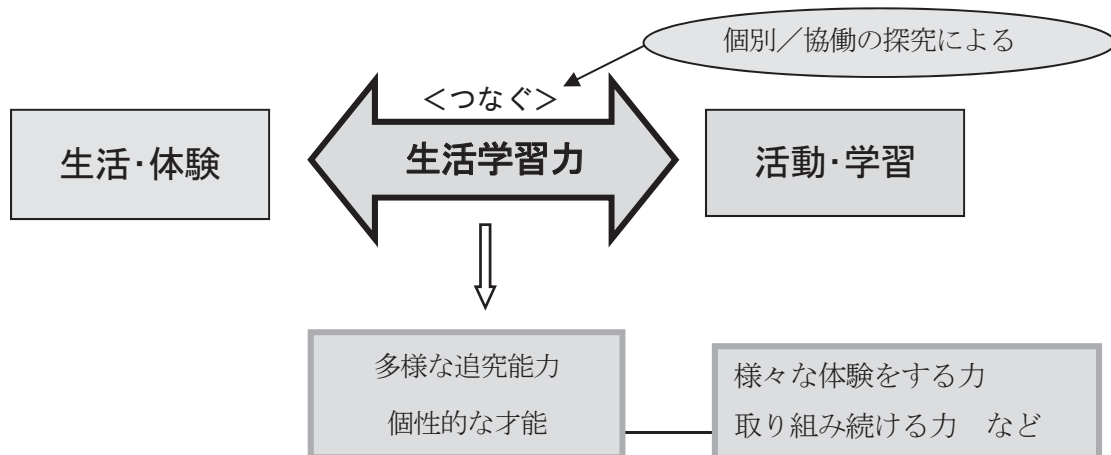 個別／協働の探究による
＜つなぐ＞
生活・体験
生活学習力
活動・学習
多様な追究能力
個性的な才能
様々な体験をする力
取り組み続ける力　など